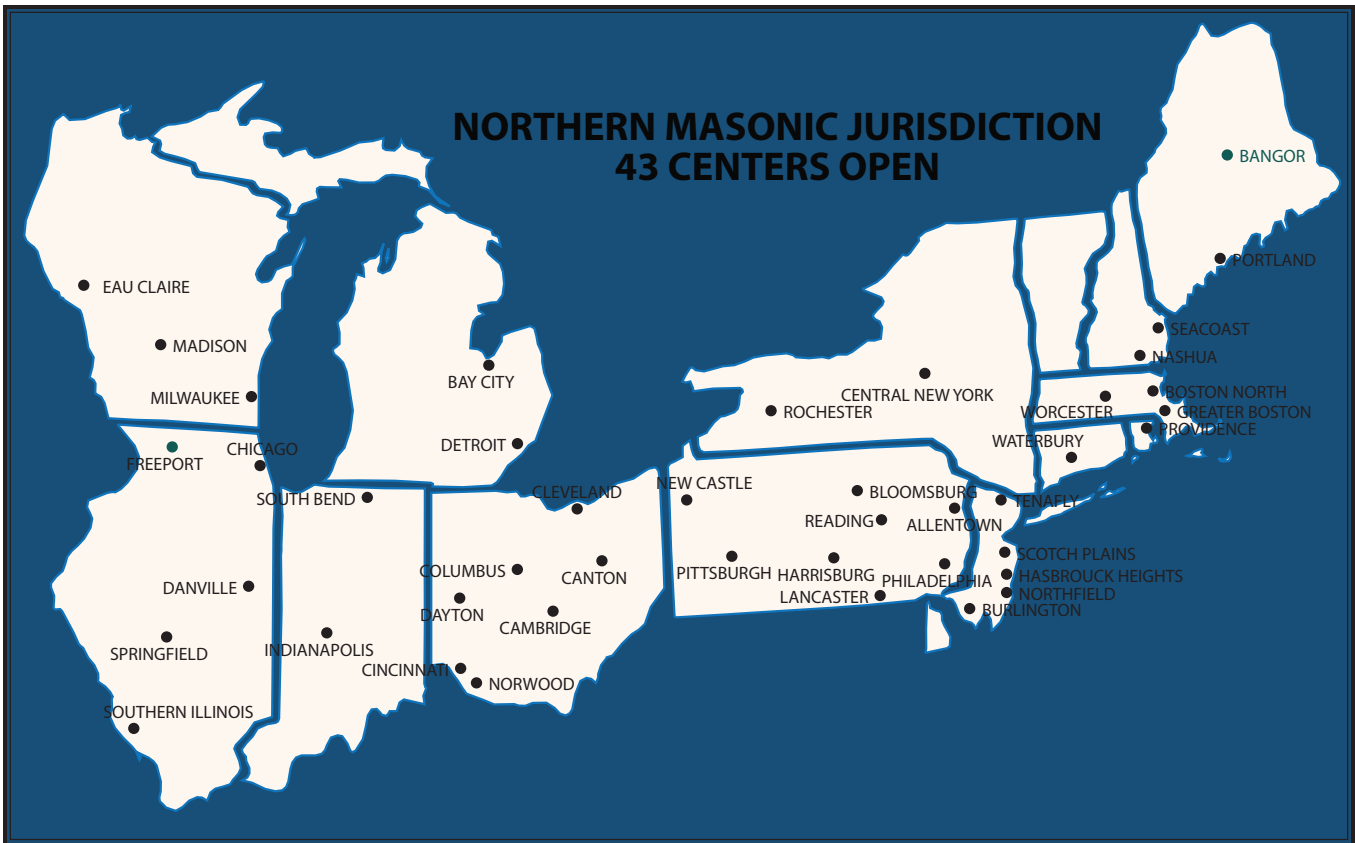 NORTHERN MASONIC JURISDICTION
43 CENTERS OPEN
BANGOR
PORTLAND
EAU CLAIRE
SEACOAST
MADISON
NASHUA
BAY CITY
BOSTON NORTH
MILWAUKEE
CENTRAL NEW YORK
ROCHESTER
WORCESTER
GREATER BOSTON
PROVIDENCE
WATERBURY
DETROIT
CHICAGO
FREEPORT
NEW CASTLE
CLEVELAND
BLOOMSBURG
SOUTH BEND
TENAFLY
READING
ALLENTOWN
SCOTCH PLAINS
COLUMBUS
CANTON
PITTSBURGH
HARRISBURG
HASBROUCK HEIGHTS
PHILADELPHIA
DANVILLE
NORTHFIELD
LANCASTER
BURLINGTON
DAYTON
CAMBRIDGE
INDIANAPOLIS
SPRINGFIELD
CINCINNATI
NORWOOD
SOUTHERN ILLINOIS